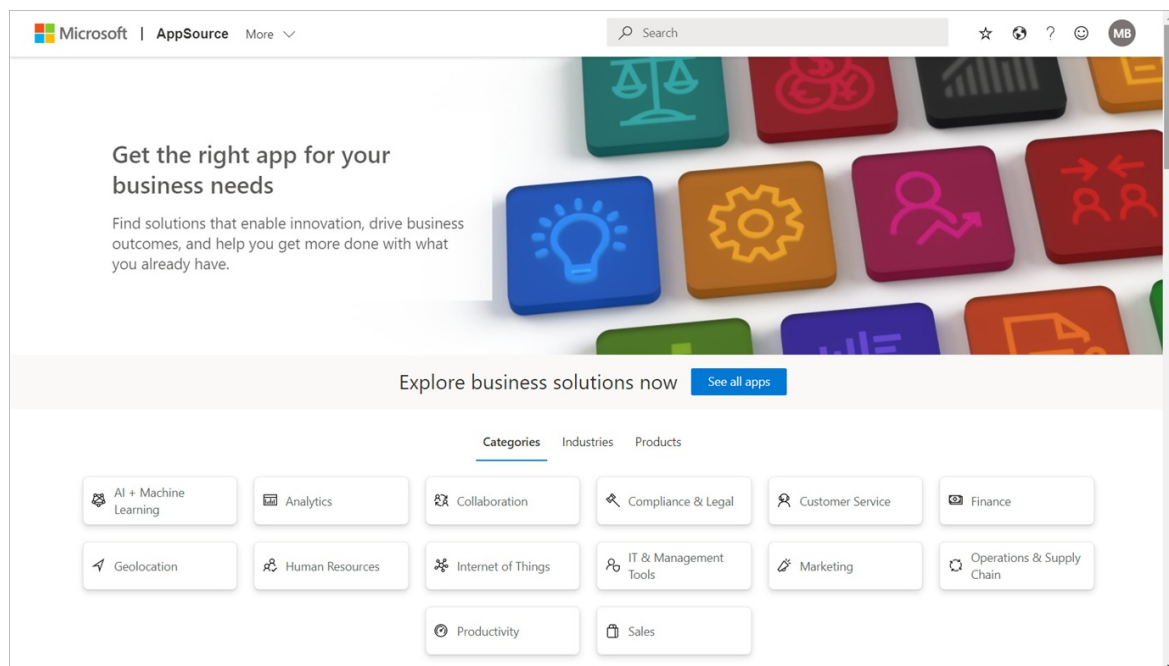 Microsoft | AppSource More Search MB
Get the right app for your
business needs
Find solutions that enable innovation, drive business
outcomes, and help you get more done with what
you already have.
Explore business solutions now See all apps
Categories Industries Products
AI + Machine
Learning
Analytics
Collaboration
Compliance & Legal
Customer Service
Finance
Geolocation
Human Resources
Internet of Things
IT & Management
Tools
Marketing
Operations & Supply
Chain
Productivity
Sales